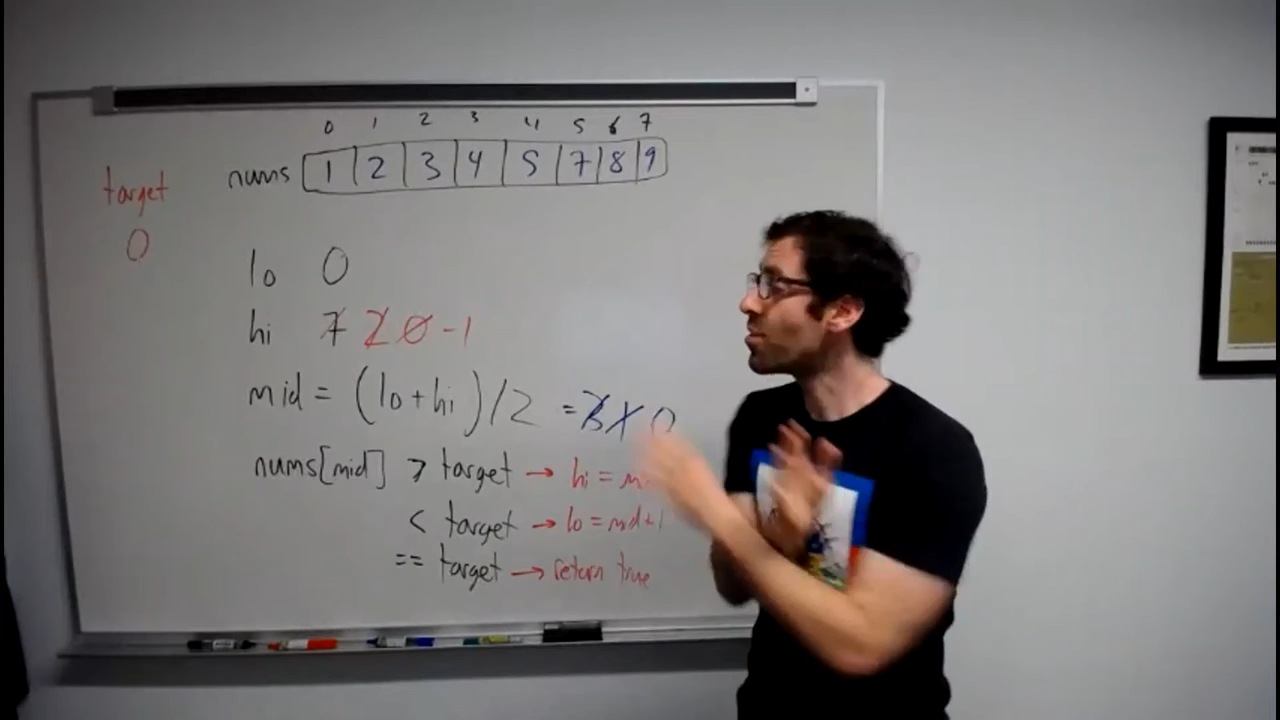 0 1 2 3 4 5 6 7
target nums 1 2 3 4 5 7 8 9
0
lo 0
hi 7 2 0 -1
mid = (lo+hi)/2 = 3 1 0
nums[mid] > target → hi =
< target → lo = mid+1
== target → return true